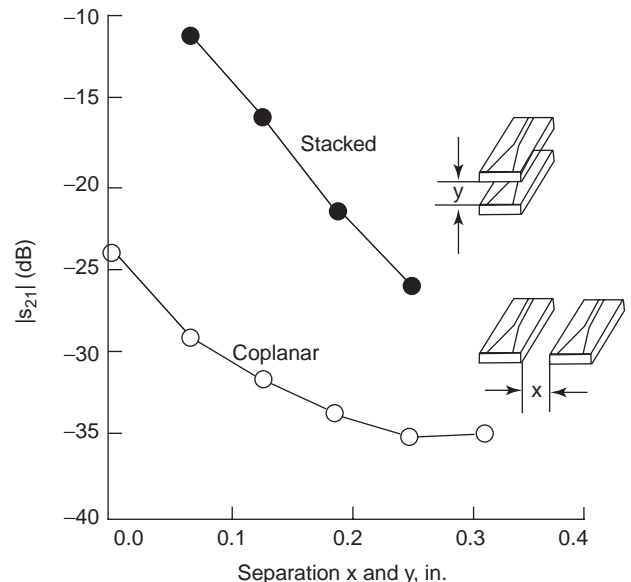 −10
−15
−20
−25
−30
−35
−40
|s21| (dB)
Stacked
Coplanar
y
x
0.0 0.1 0.2 0.3 0.4
Separation x and y, in.